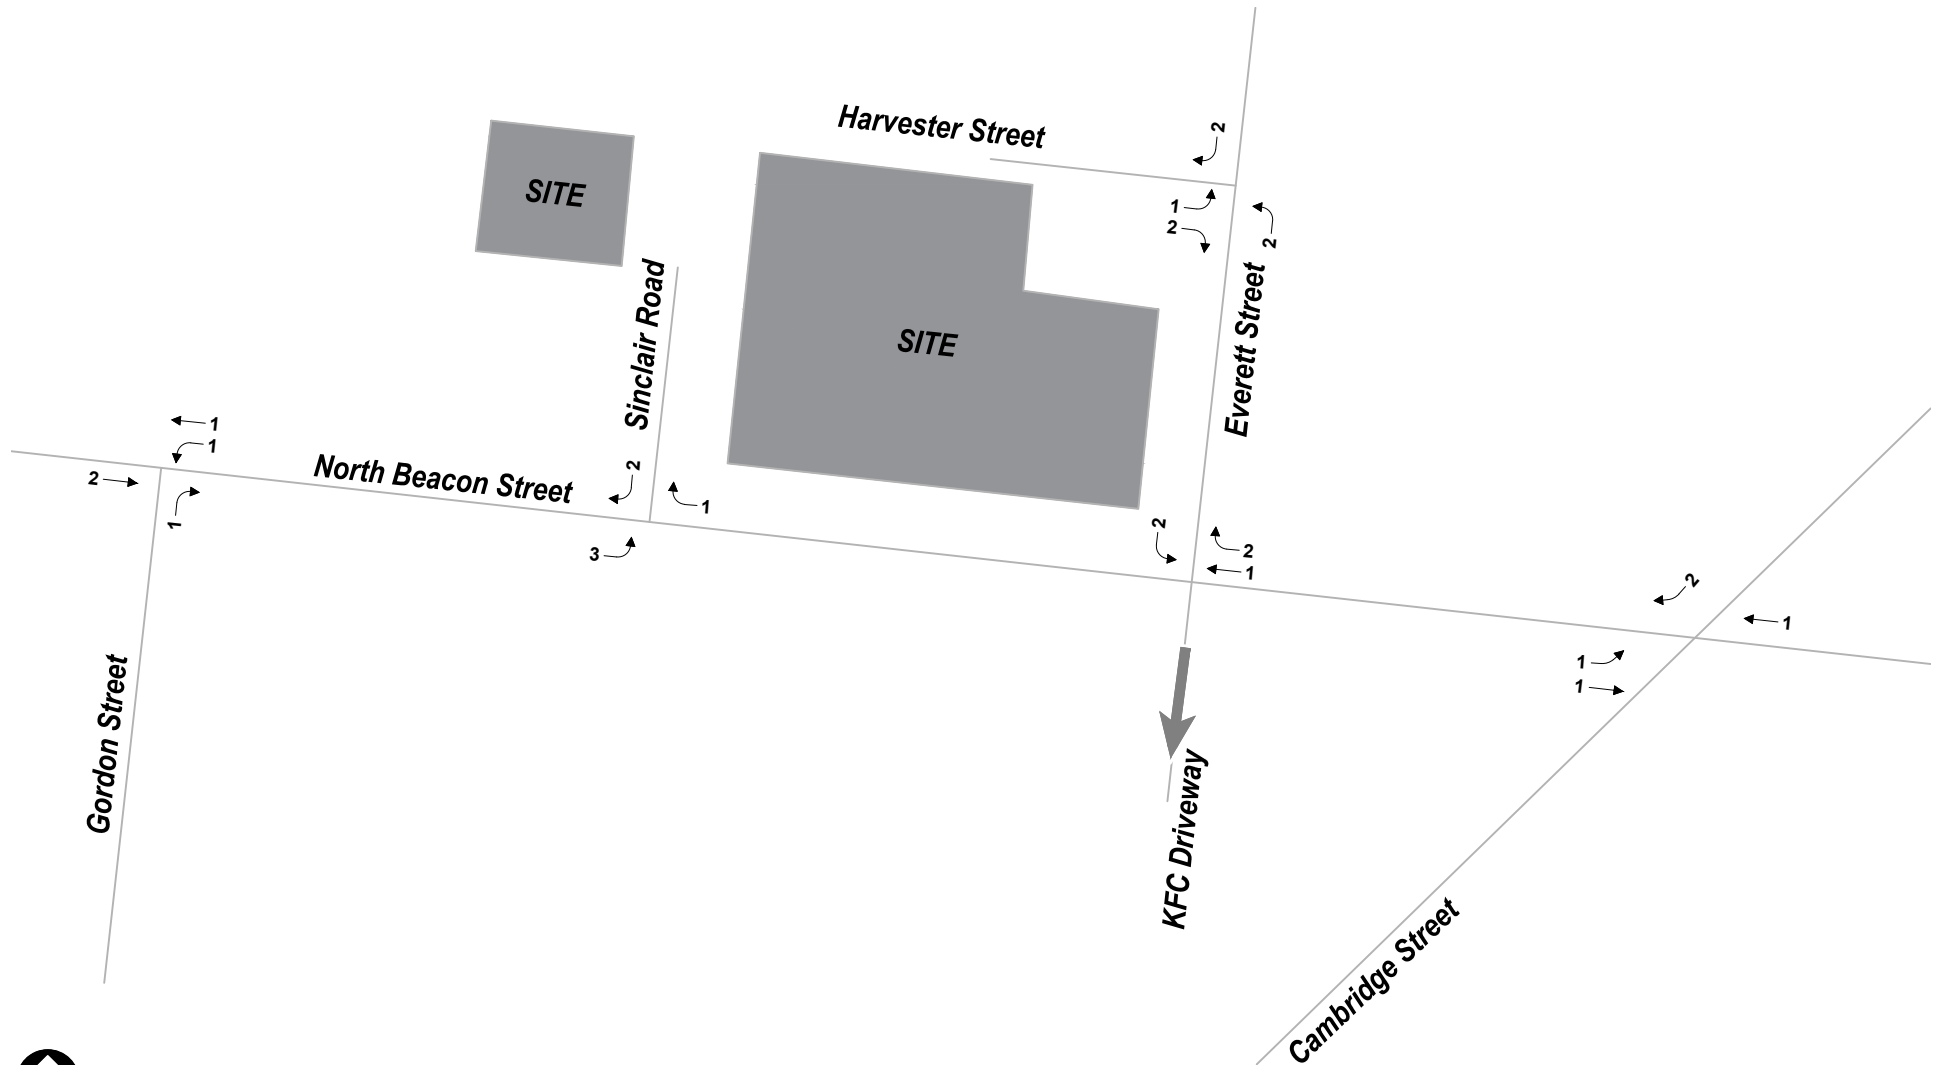 2
Harvester Street
SITE
1
2
2
Sinclair Road
Everett Street
SITE
1
1
North Beacon Street
2
2
1
1
2
3
2
1
2
1
1
1
Gordon Street
KFC Driveway
Cambridge Street